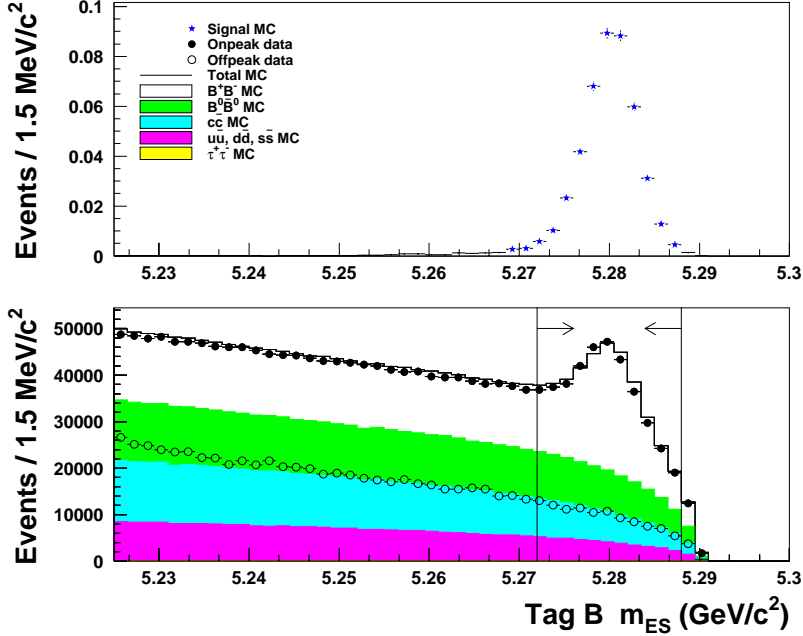 0.1
0.08
0.06
0.04
0.02
0
Events / 1.5 MeV/c²
Signal MC
Onpeak data
Offpeak data
Total MC
B⁺B⁻ MC
B⁰B̅⁰ MC
cc̅ MC
uu̅, dd̅, ss̅ MC
τ⁺τ⁻ MC
5.23 5.24 5.25 5.26 5.27 5.28 5.29 5.3
50000
40000
30000
20000
10000
0
Events / 1.5 MeV/c²
5.23 5.24 5.25 5.26 5.27 5.28 5.29 5.3
Tag B m_ES (GeV/c²)